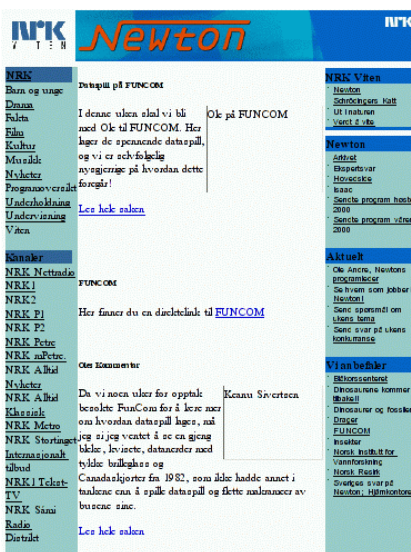 NRK
VITEN
Newton
NRK
NRK
Barn og unge
Drama
Fakta
Film
Kultur
Musikk
Nyheter
Programoversikt
Underholdning
Undervisning
Viten
Kanaler
NRK Nettradio
NRK1
NRK2
NRK P1
NRK P2
NRK Petre
NRK mPetre.
NRK Alltid
Nyheter
NRK Alltid
Klassisk
NRK Metro
NRK Stortinget
Internasjonalt
tilbud
NRK1 Tekst-
TV
NRK Sámi
Radio
Distrikt
Dataspill på FUNCOM
I denne uken skal vi bli
med Ole til FUNCOM. Her
lager de spennende dataspill,
og vi er selvfølgelig
nysgjerrige på hvordan dette
foregår!
Ole på FUNCOM
Les hele saken
FUNCOM
Her finner du en direktelink til FUNCOM
Oles Kommentar
Da vi noen uker før opptak
besøkte FunCom for å lære mer
om hvordan dataspill lages, må
jeg si jeg ventet å se en gjeng
bleke, kvisete, datanerder med
tykke brilleglass og
Canadaskjorter fra 1982, som ikke hadde annet i
tankene enn å spille dataspill og flette makrameer av
busene sine.
Keanu Sivertsen
Les hele saken
NRK Viten
Newton
Schrödingers Katt
Ut i naturen
Verdt å vite
Newton
Arkivet
Ekspertsvar
Hovedside
Isaac
Sendte program høst
2000
Sendte program våren
2000
Aktuelt
Ole Andre, Newtons
programleder
Se hvem som jobber i
Newton!
Send spørsmål om
ukens tema
Send svar på ukens
konkurranse
Vi anbefaler
Blåkorssenteret
Dinosaurene kommer
tilbake!!
Dinosaurer og fossiler
Drager
FUNCOM
Insekter
Norsk Institutt for
Vannforskning
Norsk Resirk
Sveriges svar på
Newton; Hjärnkontoret